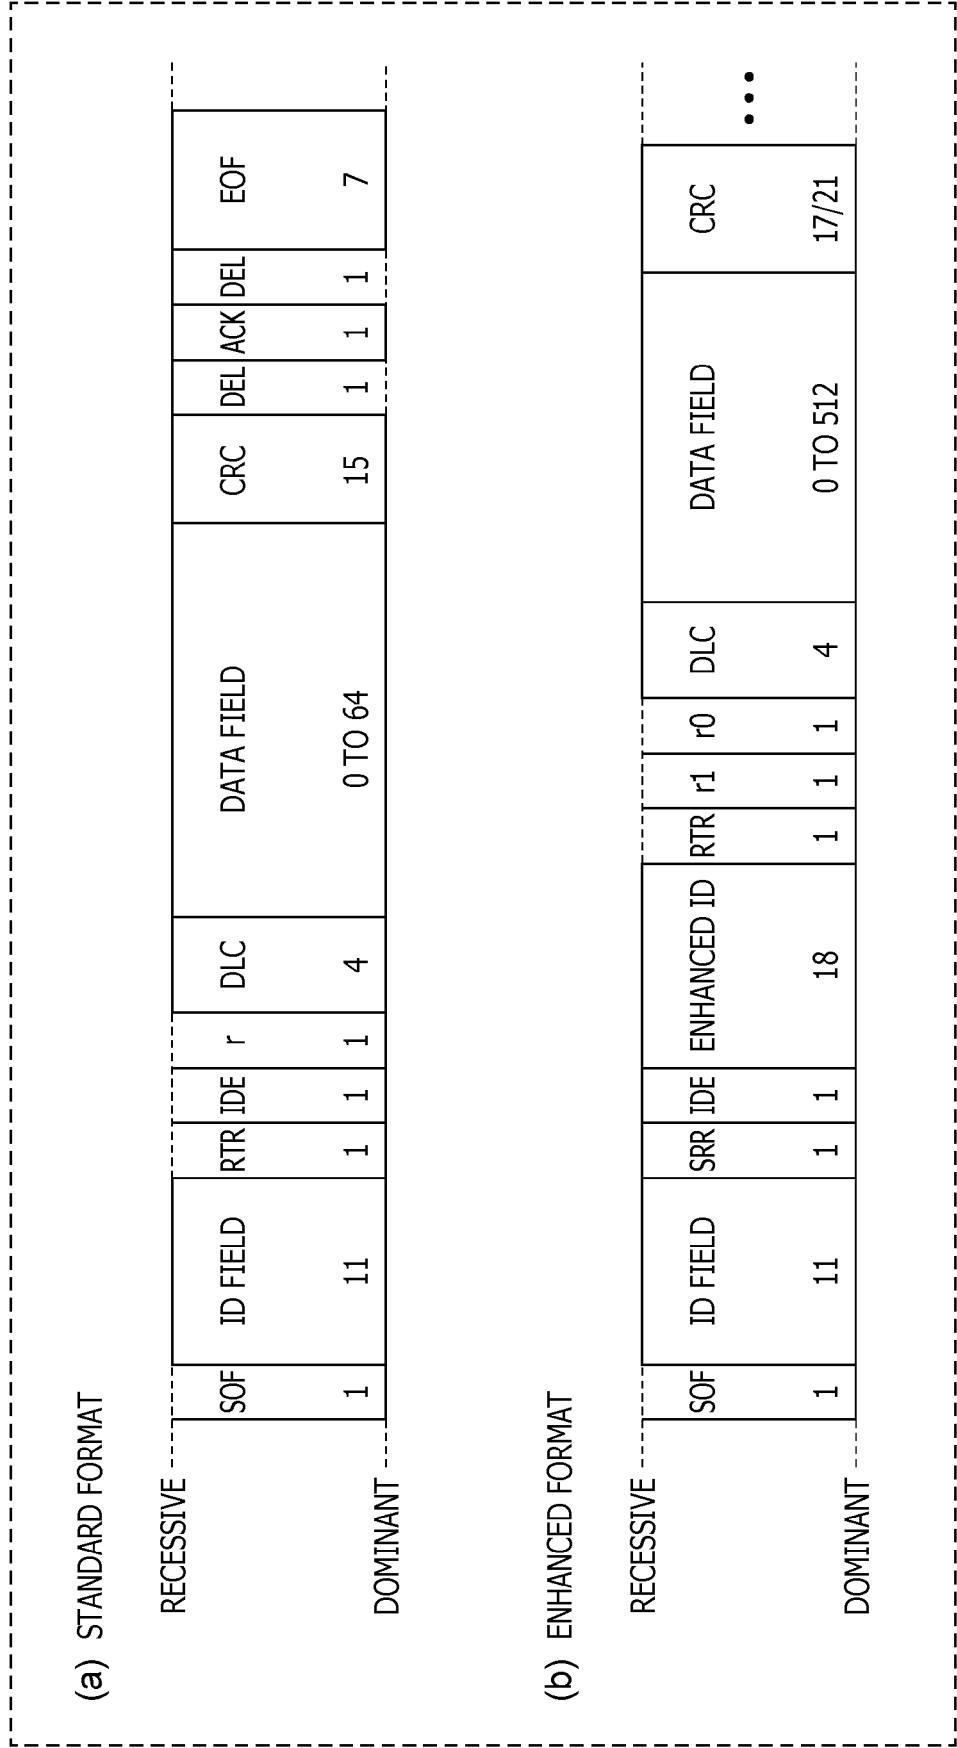 (a) STANDARD FORMAT
RECESSIVE
DOMINANT
SOF ID FIELD RTR IDE r DLC DATA FIELD CRC DEL ACK DEL EOF
1 11 1 1 1 4 0 TO 64 15 1 1 1 7
(b) ENHANCED FORMAT
RECESSIVE
DOMINANT
SOF ID FIELD SRR IDE ENHANCED ID RTR r1 r0 DLC DATA FIELD CRC
1 11 1 1 18 1 1 1 4 0 TO 512 17/21